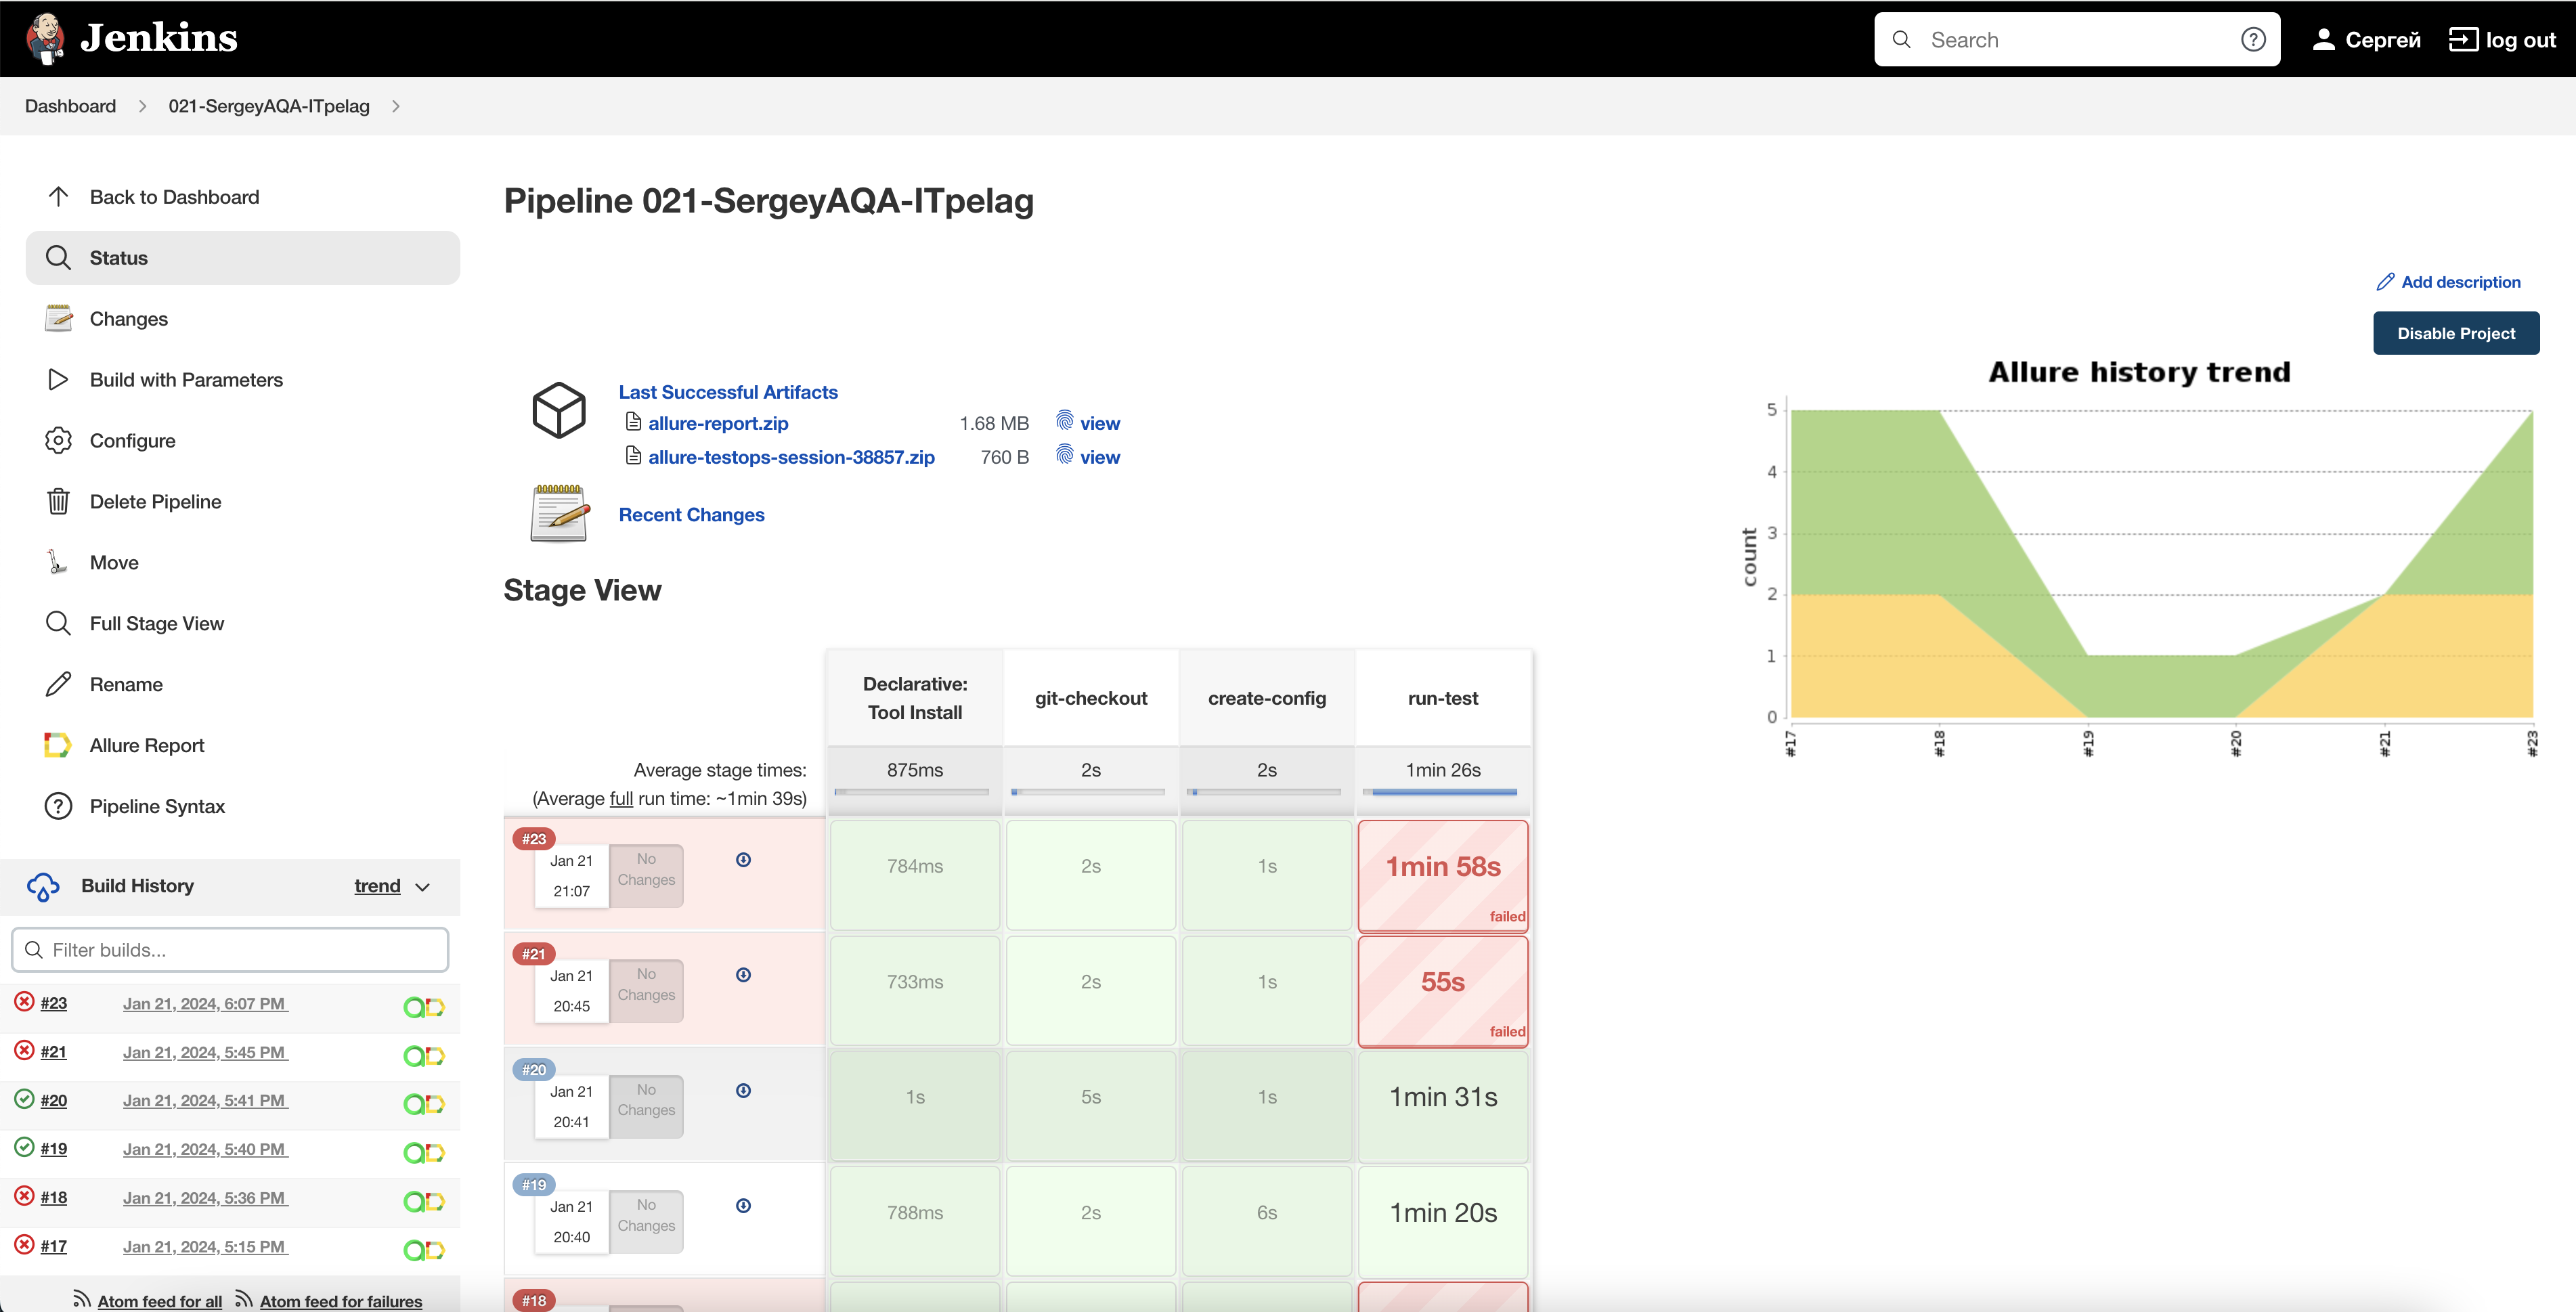 Jenkins
Search
Сергей
log out
Dashboard
021-SergeyAQA-ITpelag
Back to Dashboard
Status
Changes
Build with Parameters
Configure
Delete Pipeline
Move
Full Stage View
Rename
Allure Report
Pipeline Syntax
Build History
trend
Filter builds...
#23 Jan 21, 2024, 6:07 PM
#21 Jan 21, 2024, 5:45 PM
#20 Jan 21, 2024, 5:41 PM
#19 Jan 21, 2024, 5:40 PM
#18 Jan 21, 2024, 5:36 PM
#17 Jan 21, 2024, 5:15 PM
Atom feed for all Atom feed for failures
Pipeline 021-SergeyAQA-ITpelag
Add description
Disable Project
Last Successful Artifacts
allure-report.zip 1.68 MB view
allure-testops-session-38857.zip 760 B view
Recent Changes
Allure history trend
count
5
4
3
2
1
0
#17 #18 #19 #20 #21 #23
Stage View
Declarative:
Tool Install
git-checkout
create-config
run-test
Average stage times:
(Average full run time: ~1min 39s)
875ms 2s 2s 1min 26s
#23
Jan 21
21:07
No
Changes
784ms 2s 1s 1min 58s
failed
#21
Jan 21
20:45
No
Changes
733ms 2s 1s 55s
failed
#20
Jan 21
20:41
No
Changes
1s 5s 1s 1min 31s
#19
Jan 21
20:40
No
Changes
788ms 2s 6s 1min 20s
#18